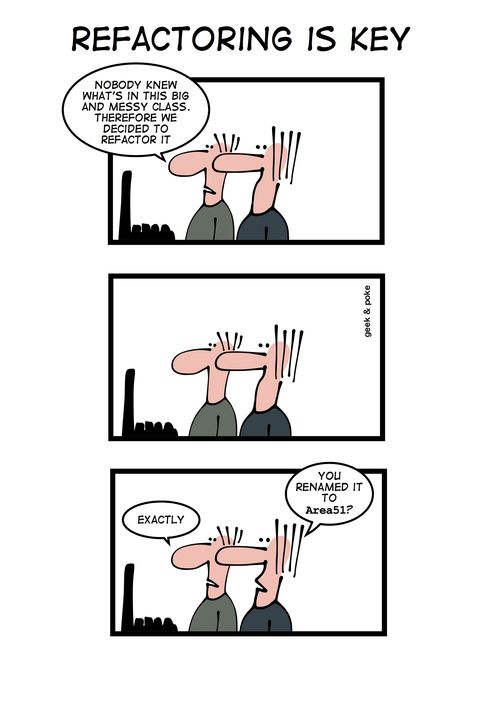 REFACTORING IS KEY
NOBODY KNEW
WHAT'S IN THIS BIG
AND MESSY CLASS.
THEREFORE WE
DECIDED TO
REFACTOR IT
geek & poke
YOU
RENAMED IT
TO
Area51?
EXACTLY